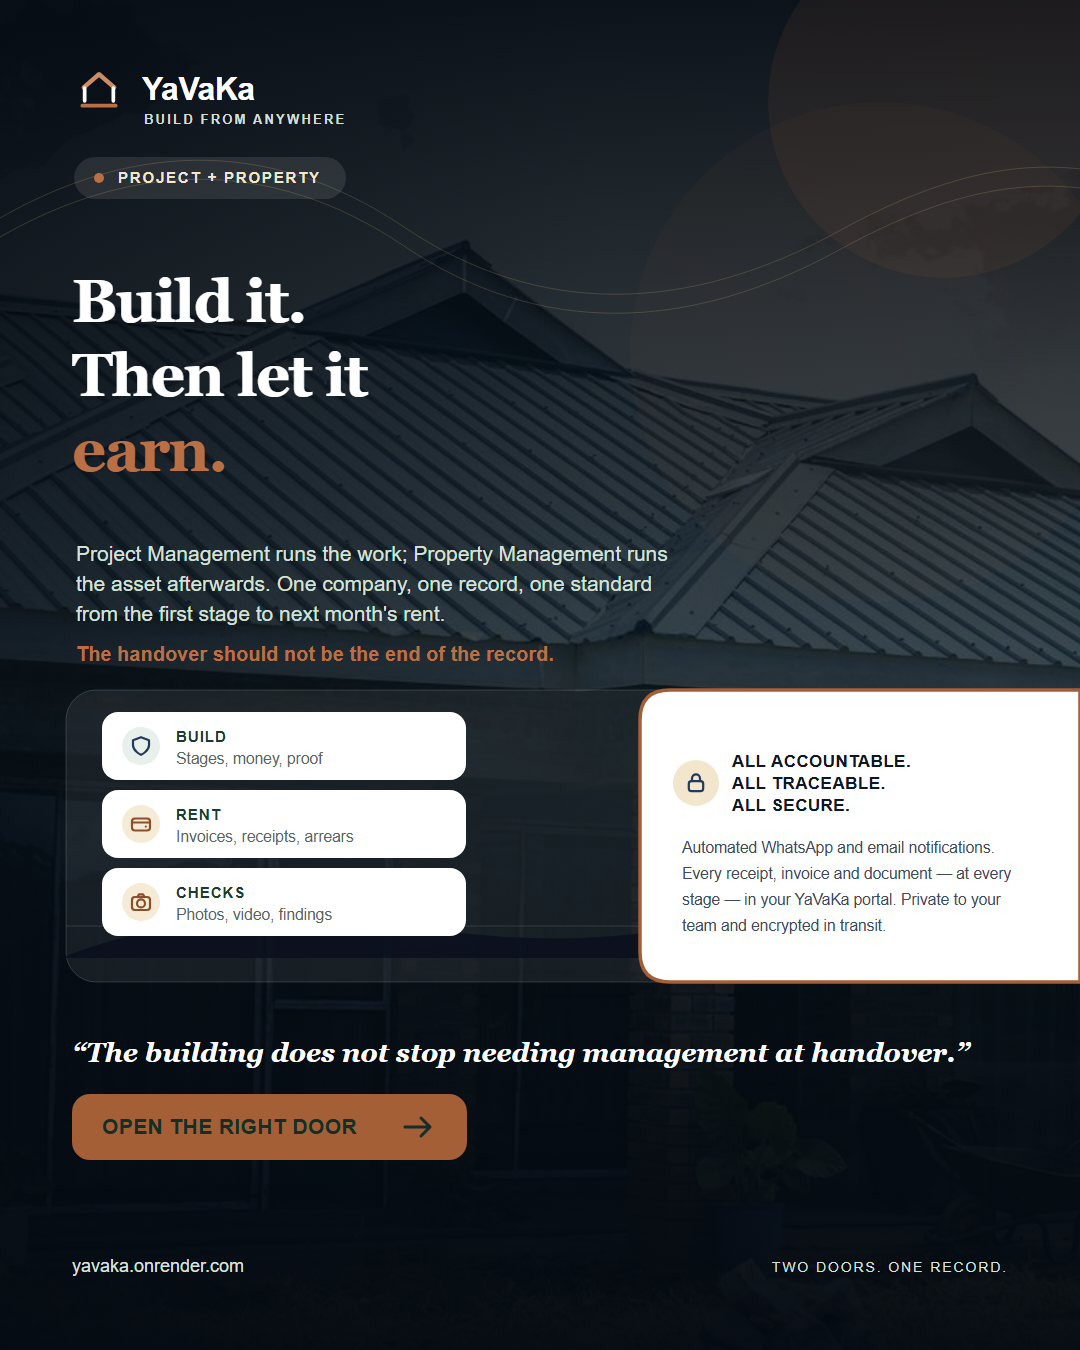 YaVaKa
BUILD FROM ANYWHERE
PROJECT + PROPERTY
Build it.
Then let it
earn.
Project Management runs the work; Property Management runs
the asset afterwards. One company, one record, one standard
from the first stage to next month's rent.
The handover should not be the end of the record.
BUILD
Stages, money, proof
RENT
Invoices, receipts, arrears
CHECKS
Photos, video, findings
ALL ACCOUNTABLE.
ALL TRACEABLE.
ALL SECURE.
Automated WhatsApp and email notifications.
Every receipt, invoice and document — at every
stage — in your YaVaKa portal. Private to your
team and encrypted in transit.
“The building does not stop needing management at handover.”
OPEN THE RIGHT DOOR
yavaka.onrender.com
TWO DOORS. ONE RECORD.